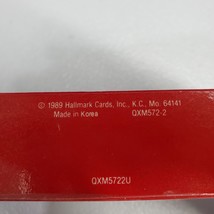 © 1989 Hallmark Cards, Inc., K.C., Mo. 64141
Made in Korea QXM572-2
QXM5722U